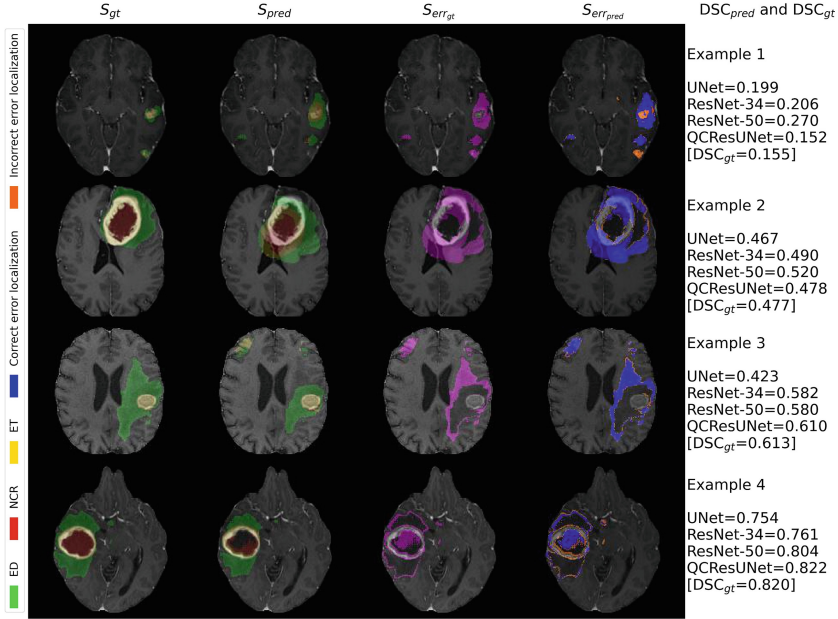 S_gt S_pred S_err_gt S_err_pred DSC_pred and DSC_gt
Incorrect error localization
Correct error localization
ET
NCR
ED
Example 1
UNet=0.199
ResNet-34=0.206
ResNet-50=0.270
QCResUNet=0.152
[DSC_gt=0.155]
Example 2
UNet=0.467
ResNet-34=0.490
ResNet-50=0.520
QCResUNet=0.478
[DSC_gt=0.477]
Example 3
UNet=0.423
ResNet-34=0.582
ResNet-50=0.580
QCResUNet=0.610
[DSC_gt=0.613]
Example 4
UNet=0.754
ResNet-34=0.761
ResNet-50=0.804
QCResUNet=0.822
[DSC_gt=0.820]